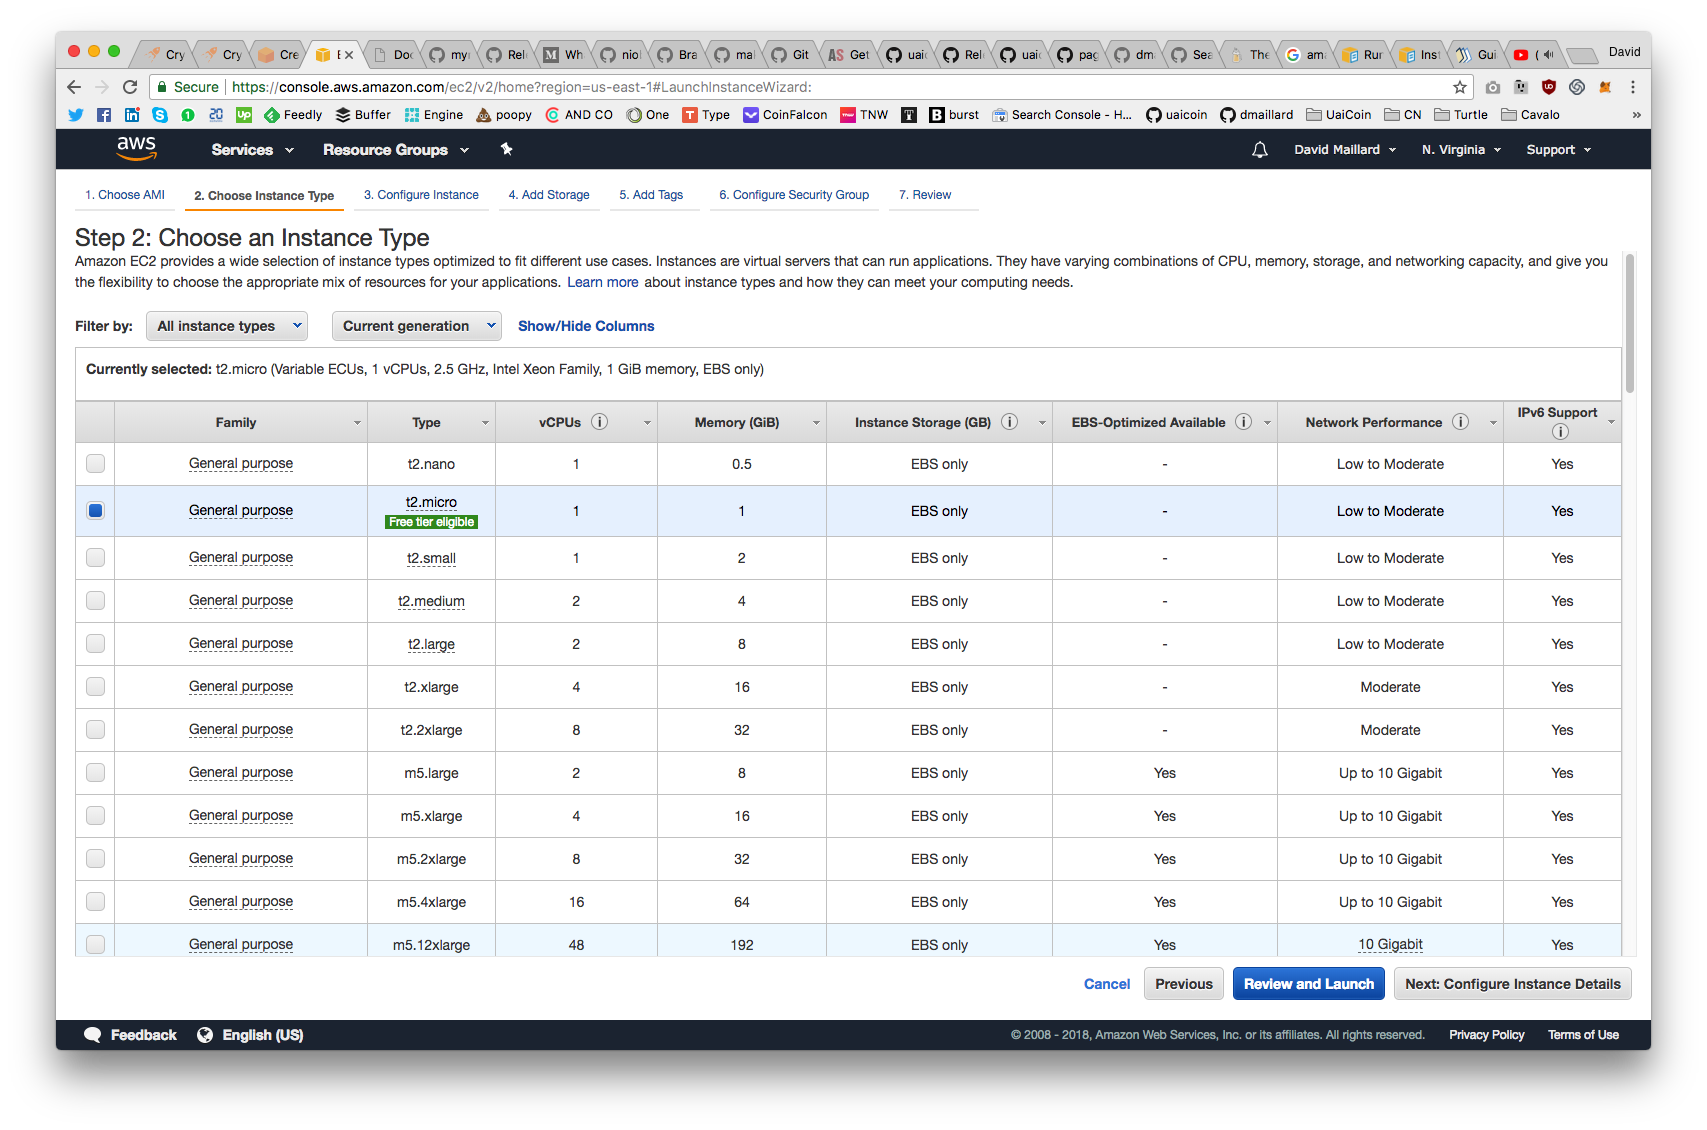 Cry Cry Cre E Doc myr Rele Wh niol Bra mal Git AS Get uaic Rele uaic pag dm Sea The ama Run Inst Gui ( David
Secure https://console.aws.amazon.com/ec2/v2/home?region=us-east-1#LaunchInstanceWizard:
Feedly Buffer Engine poopy AND CO One Type CoinFalcon TNW burst Search Console - H... uaicoin dmaillard UaiCoin CN Turtle Cavalo »
aws Services Resource Groups David Maillard N. Virginia Support
1. Choose AMI 2. Choose Instance Type 3. Configure Instance 4. Add Storage 5. Add Tags 6. Configure Security Group 7. Review
Step 2: Choose an Instance Type
Amazon EC2 provides a wide selection of instance types optimized to fit different use cases. Instances are virtual servers that can run applications. They have varying combinations of CPU, memory, storage, and networking capacity, and give you
the flexibility to choose the appropriate mix of resources for your applications. Learn more about instance types and how they can meet your computing needs.
Filter by: All instance types Current generation Show/Hide Columns
Currently selected: t2.micro (Variable ECUs, 1 vCPUs, 2.5 GHz, Intel Xeon Family, 1 GiB memory, EBS only)
Family Type vCPUs Memory (GiB) Instance Storage (GB) EBS-Optimized Available Network Performance IPv6 Support
General purpose t2.nano 1 0.5 EBS only - Low to Moderate Yes
General purpose t2.micro 1 1 EBS only - Low to Moderate Yes
Free tier eligible
General purpose t2.small 1 2 EBS only - Low to Moderate Yes
General purpose t2.medium 2 4 EBS only - Low to Moderate Yes
General purpose t2.large 2 8 EBS only - Low to Moderate Yes
General purpose t2.xlarge 4 16 EBS only - Moderate Yes
General purpose t2.2xlarge 8 32 EBS only - Moderate Yes
General purpose m5.large 2 8 EBS only Yes Up to 10 Gigabit Yes
General purpose m5.xlarge 4 16 EBS only Yes Up to 10 Gigabit Yes
General purpose m5.2xlarge 8 32 EBS only Yes Up to 10 Gigabit Yes
General purpose m5.4xlarge 16 64 EBS only Yes Up to 10 Gigabit Yes
General purpose m5.12xlarge 48 192 EBS only Yes 10 Gigabit Yes
Cancel Previous Review and Launch Next: Configure Instance Details
Feedback English (US) © 2008 - 2018, Amazon Web Services, Inc. or its affiliates. All rights reserved. Privacy Policy Terms of Use